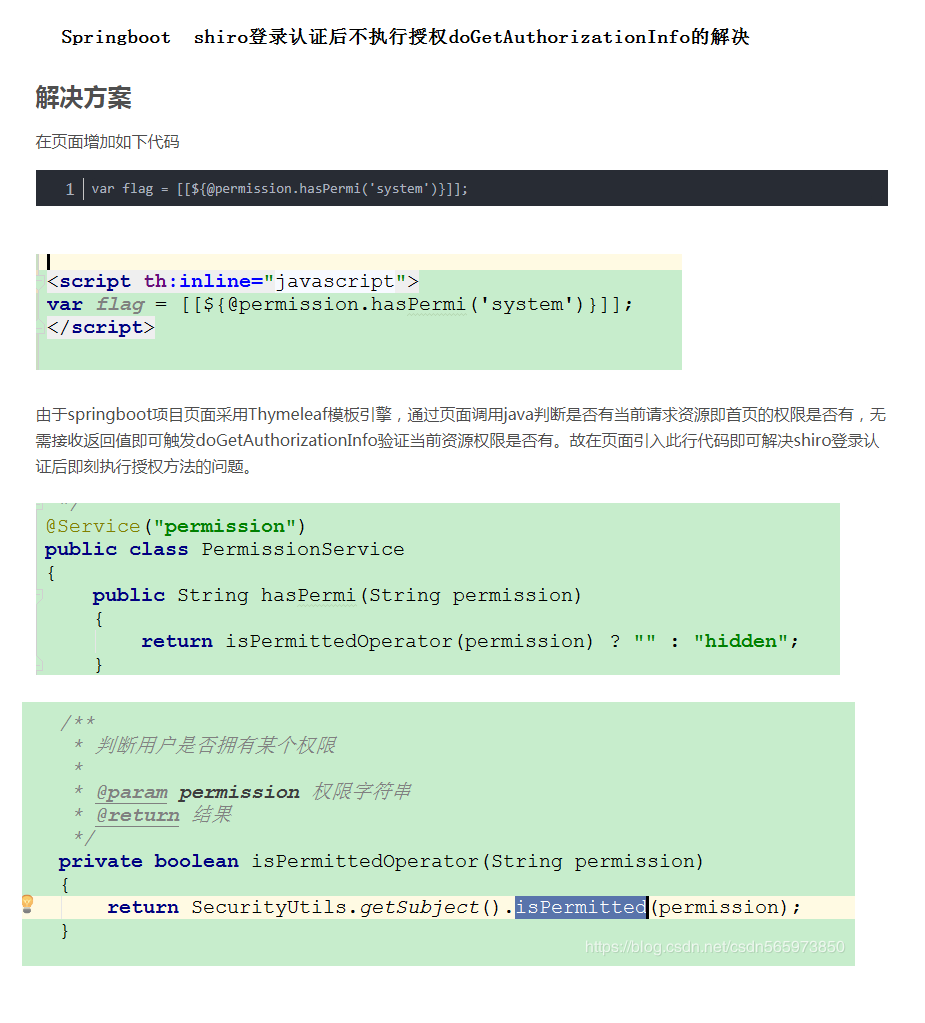 Springboot  shiro登录认证后不执行授权doGetAuthorizationInfo的解决
解决方案
在页面增加如下代码
1 var flag = [[${@permission.hasPermi('system')}]];
<script th:inline="javascript">
var flag = [[${@permission.hasPermi('system')}]];
</script>
由于springboot项目页面采用Thymeleaf模板引擎，通过页面调用java判断是否有当前请求资源即首页的权限是否有，无
需接收返回值即可触发doGetAuthorizationInfo验证当前资源权限是否有。故在页面引入此行代码即可解决shiro登录认
证后即刻执行授权方法的问题。
*/
@Service("permission")
public class PermissionService
{
public String hasPermi(String permission)
{
return isPermittedOperator(permission) ? "" : "hidden";
}
/**
* 判断用户是否拥有某个权限
*
* @param permission 权限字符串
* @return 结果
*/
private boolean isPermittedOperator(String permission)
{
return SecurityUtils.getSubject().isPermitted(permission);
}
https://blog.csdn.net/csdn565973850